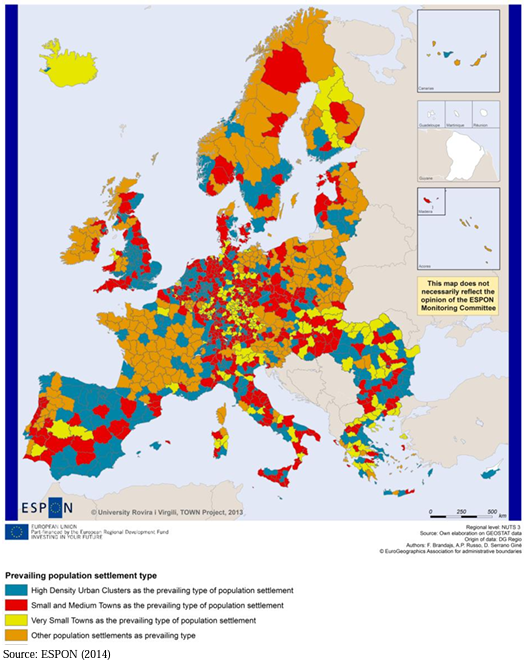 Canarias
Guadeloupe Martinique Réunion
Guyane
Madeira
Acores
This map does not
necessarily reflect the
opinion of the ESPON
Monitoring Committee
ESPON
© University Rovira i Virgili, TOWN Project, 2013
0 250 500
km
EUROPEAN UNION
Part-financed by the European Regional Development Fund
INVESTING IN YOUR FUTURE
Regional level: NUTS 3
Source: Own elaboration on GEOSTAT data
Origin of data: DG Regio
Authors: F. Brandajs, A.P. Russo, D. Serrano Giné
© EuroGeographics Association for administrative boundaries
Prevailing population settlement type
High Density Urban Clusters as the prevailing type of population settlement
Small and Medium Towns as the prevailing type of population settlement
Very Small Towns as the prevailing type of population settlement
Other population settlements as prevailing type
Source: ESPON (2014)